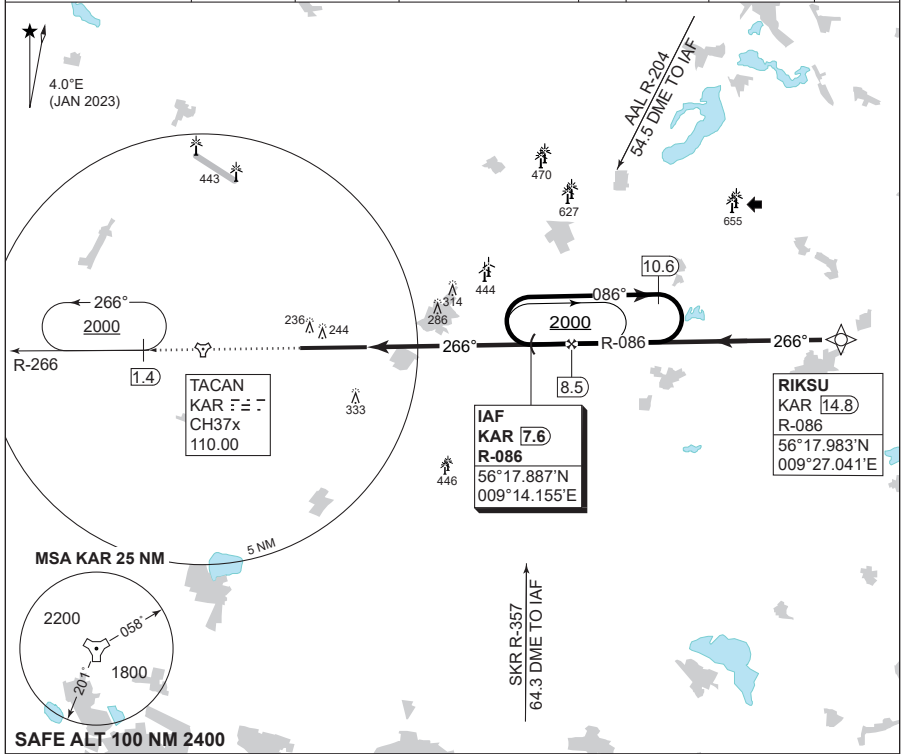 4.0°E
(JAN 2023)
AAL R-204
54.5 DME TO IAF
443
470
627
655
444
314
286
236
244
333
446
266°
2000
R-266
1.4
TACAN
KAR
CH37x
110.00
266°
086°
2000
10.6
R-086
8.5
266°
IAF
KAR 7.6
R-086
56°17.887'N
009°14.155'E
RIKSU
KAR 14.8
R-086
56°17.983'N
009°27.041'E
5 NM
MSA KAR 25 NM
2200
058°
201°
1800
SAFE ALT 100 NM 2400
SKR R-357
64.3 DME TO IAF